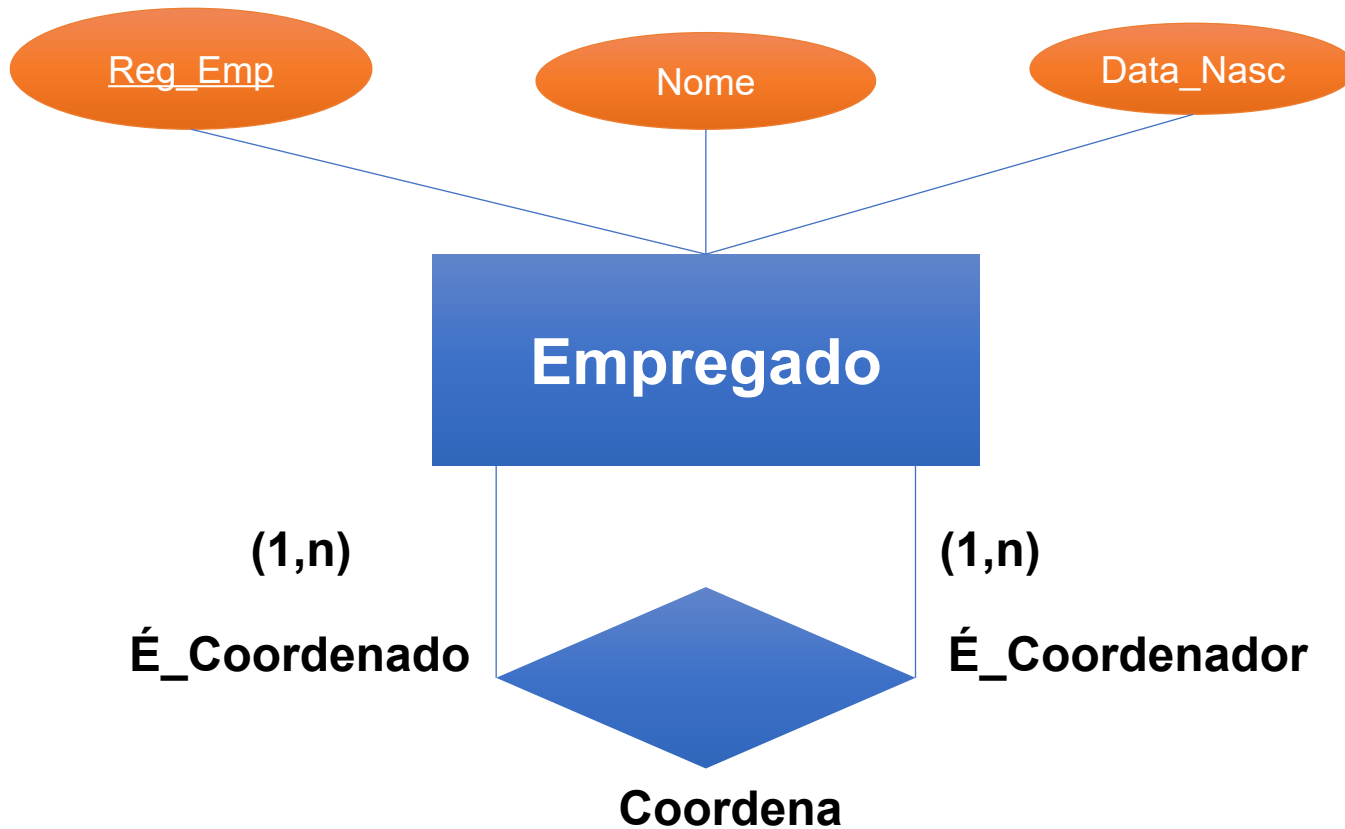 Reg_Emp
Nome
Data_Nasc
Empregado
(1,n)
(1,n)
É_Coordenado
É_Coordenador
Coordena